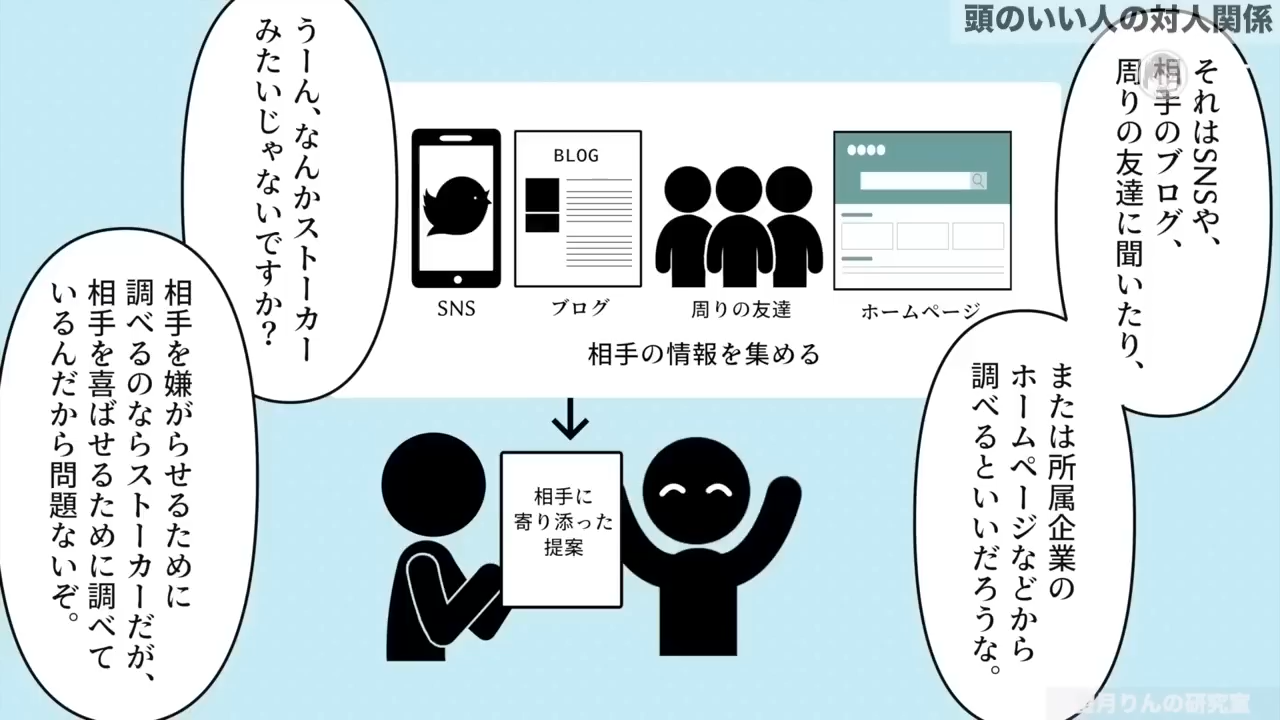 頭のいい人の対人関係
それはSNSや、
相手のブログ、
周りの友達に聞いたり、
または所属企業の
ホームページなどから
調べるといいだろうな。
うーん、なんかストーカー
みたいじゃないですか?
相手を嫌がらせるために
調べるのならストーカーだが、
相手を喜ばせるために調べて
いるんだから問題ないぞ。
BLOG
SNS
ブログ
周りの友達
ホームページ
相手の情報を集める
相手に
寄り添った
提案
月りんの研究室